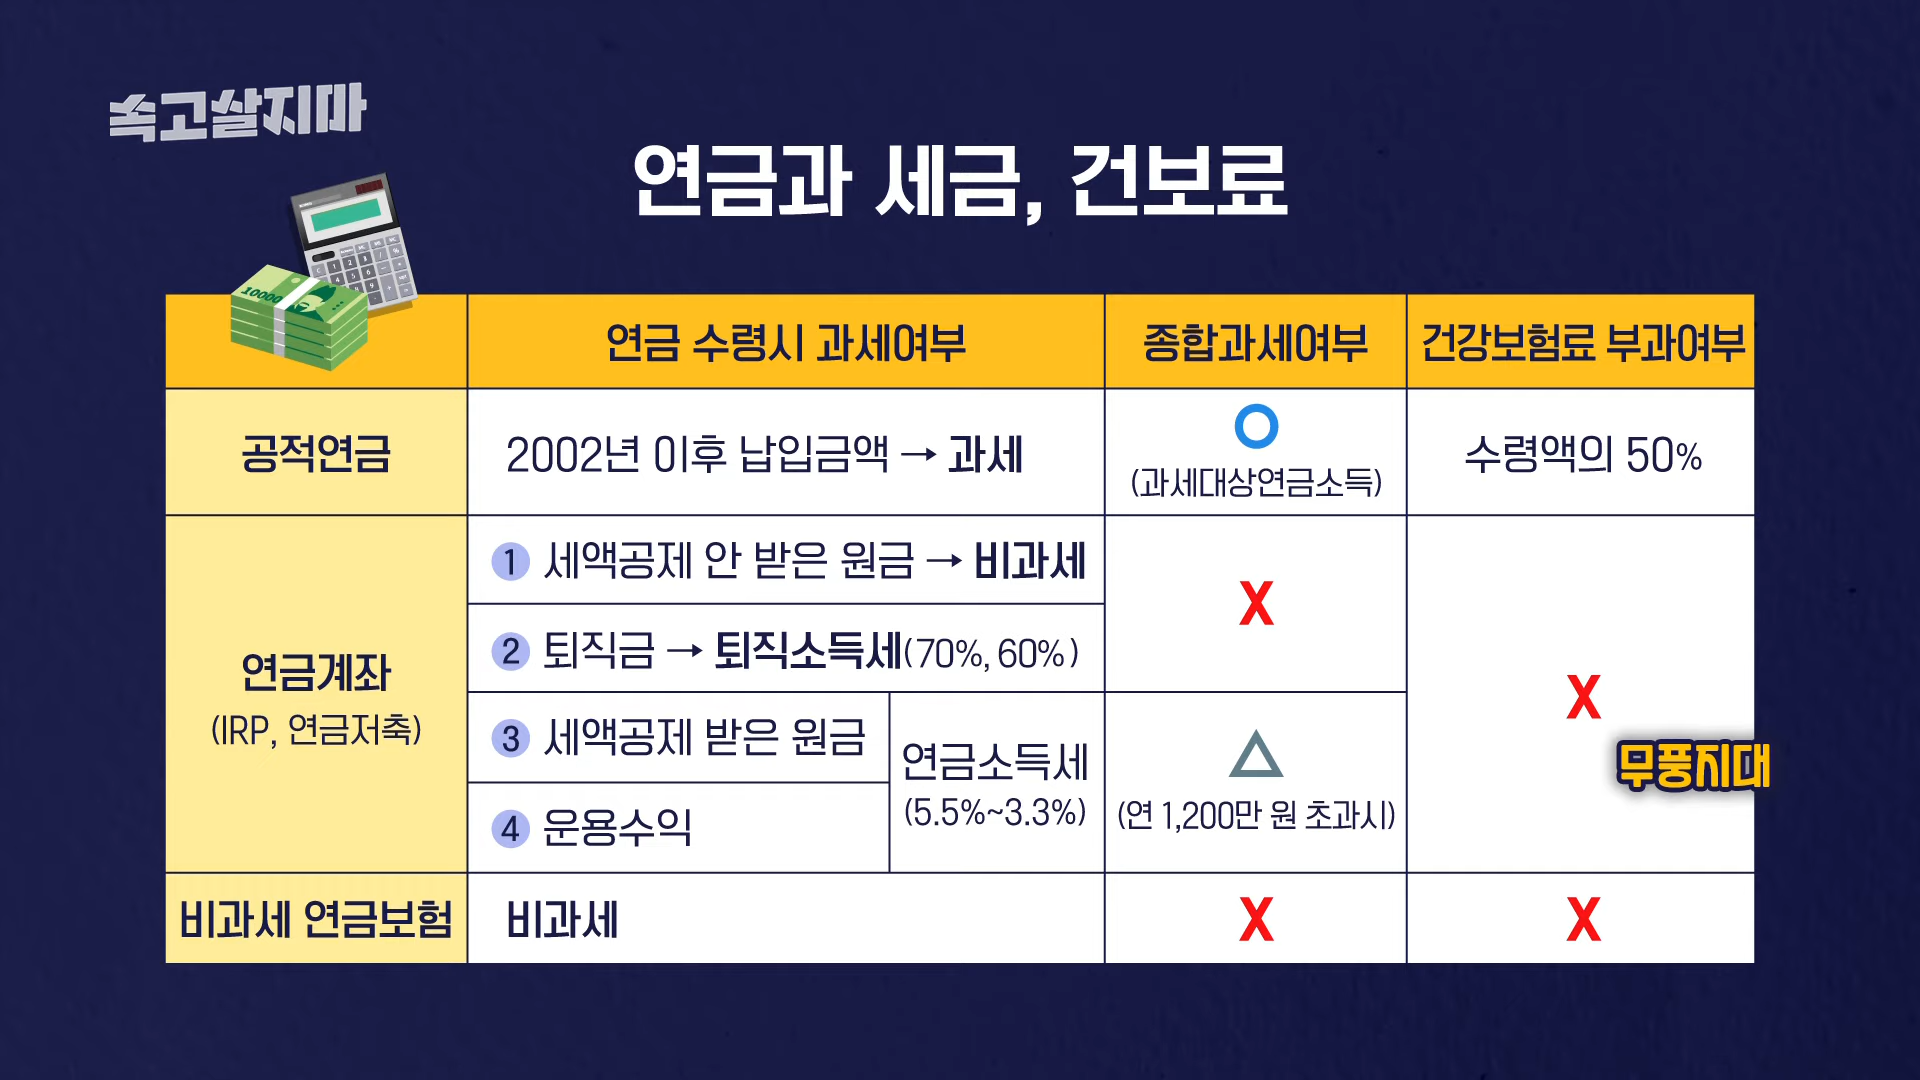 속고살지마
연금과 세금, 건보료
10000
연금 수령시 과세여부
종합과세여부
건강보험료 부과여부
공적연금
2002년 이후 납입금액 → 과세
O
(과세대상연금소득)
수령액의 50%
연금계좌
(IRP, 연금저축)
1 세액공제 안 받은 원금 → 비과세
2 퇴직금 → 퇴직소득세(70%, 60%)
X
3 세액공제 받은 원금
4 운용수익
연금소득세
(5.5%~3.3%)
△
(연 1,200만 원 초과시)
X
무풍지대
비과세 연금보험
비과세
X
X